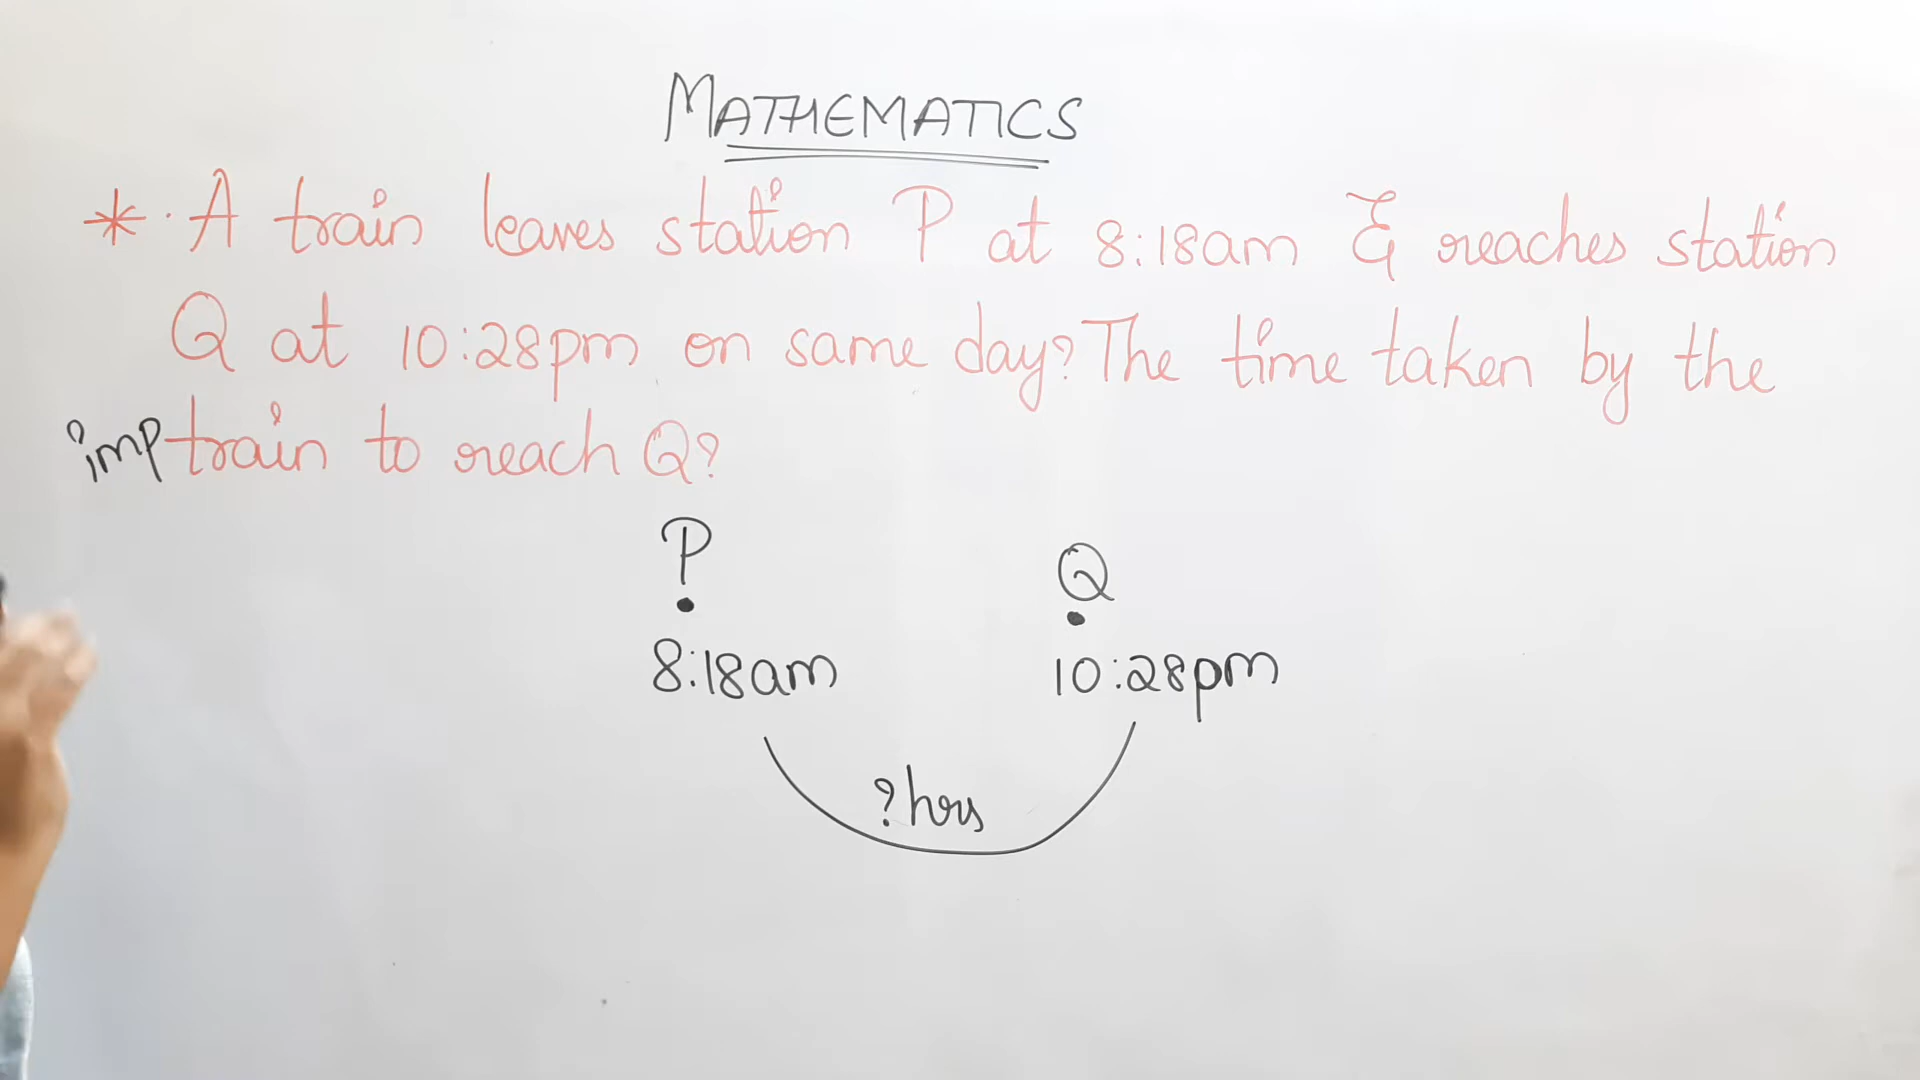 MATHEMATICS
*. A train leaves station P at 8:18am & reaches station
Q at 10:28pm on same day? The time taken by the
imp train to reach Q?
P Q
8:18am 10:28pm
? hrs